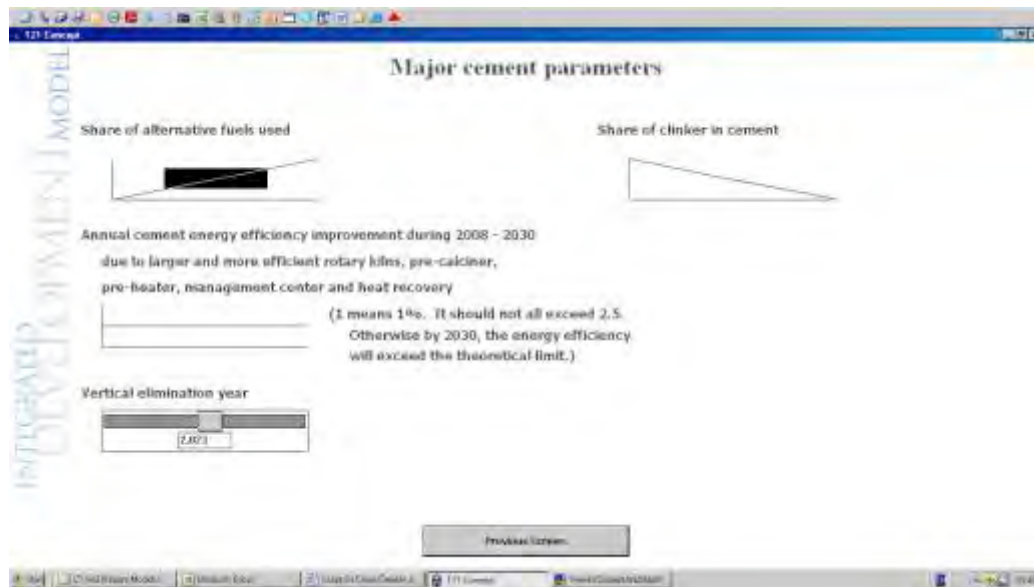 121 Concept
Major cement parameters
INTEGRATED DEVELOPMENT MODEL
Share of alternative fuels used
Share of clinker in cement
Annual cement energy efficiency improvement during 2008 - 2030
due to larger and more efficient rotary kilns, pre-calciner,
pre-heater, management center and heat recovery
(1 means 1%. It should not all exceed 2.5.
Otherwise by 2030, the energy efficiency
will exceed the theoretical limit.)
Vertical elimination year
Previous Screen